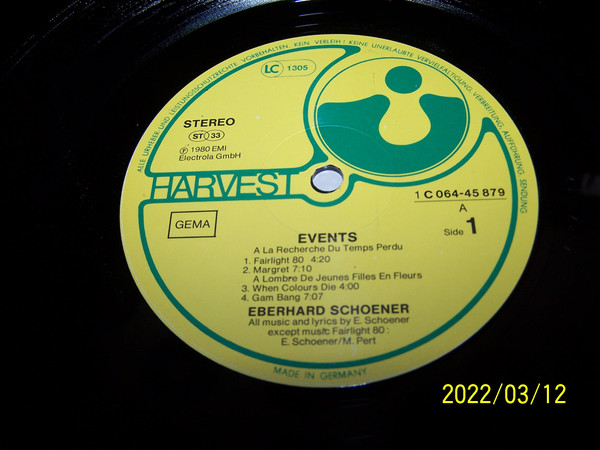 ALLE URHEBER UND LEISTUNGSSCHUTZRECHTE VORBEHALTEN. KEIN VERLEIH! KEINE UNERLAUBTE VERVIELFÄLTIGUNG, VERBREITUNG, AUFFÜHRUNG, SENDUNG
LC 1305
STEREO
ST 33
℗ 1980 EMI
Electrola GmbH
HARVEST
1 C 064-45 879
GEMA
A
Side 1
EVENTS
A La Recherche Du Temps Perdu
1. Fairlight 80 4:20
2. Margret 7:10
A Lombre De Jeunes Filles En Fleurs
3. When Colours Die 4:00
4. Gam Bang 7:07
EBERHARD SCHOENER
All music and lyrics by E. Schoener
except music Fairlight 80:
E. Schoener/M. Pert
MADE IN GERMANY
2022/03/12